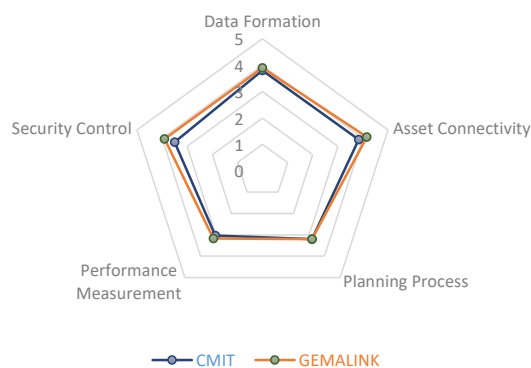 Data Formation
5
4
3
2
1
0
Security Control
Asset Connectivity
Performance
Measurement
Planning Process
CMIT
GEMALINK